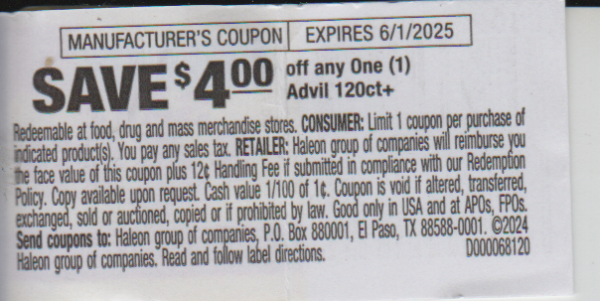 MANUFACTURER'S COUPON EXPIRES 6/1/2025
SAVE $4.00 off any One (1)
Advil 120ct+
Redeemable at food, drug and mass merchandise stores. CONSUMER: Limit 1 coupon per purchase of
indicated product(s). You pay any sales tax. RETAILER: Haleon group of companies will reimburse you
the face value of this coupon plus 12¢ Handling Fee if submitted in compliance with our Redemption
Policy. Copy available upon request. Cash value 1/100 of 1¢. Coupon is void if altered, transferred,
exchanged, sold or auctioned, copied or if prohibited by law. Good only in USA and at APOs, FPOs.
Send coupons to: Haleon group of companies, P.O. Box 880001, El Paso, TX 88588-0001. ©2024
Haleon group of companies. Read and follow label directions. D000068120